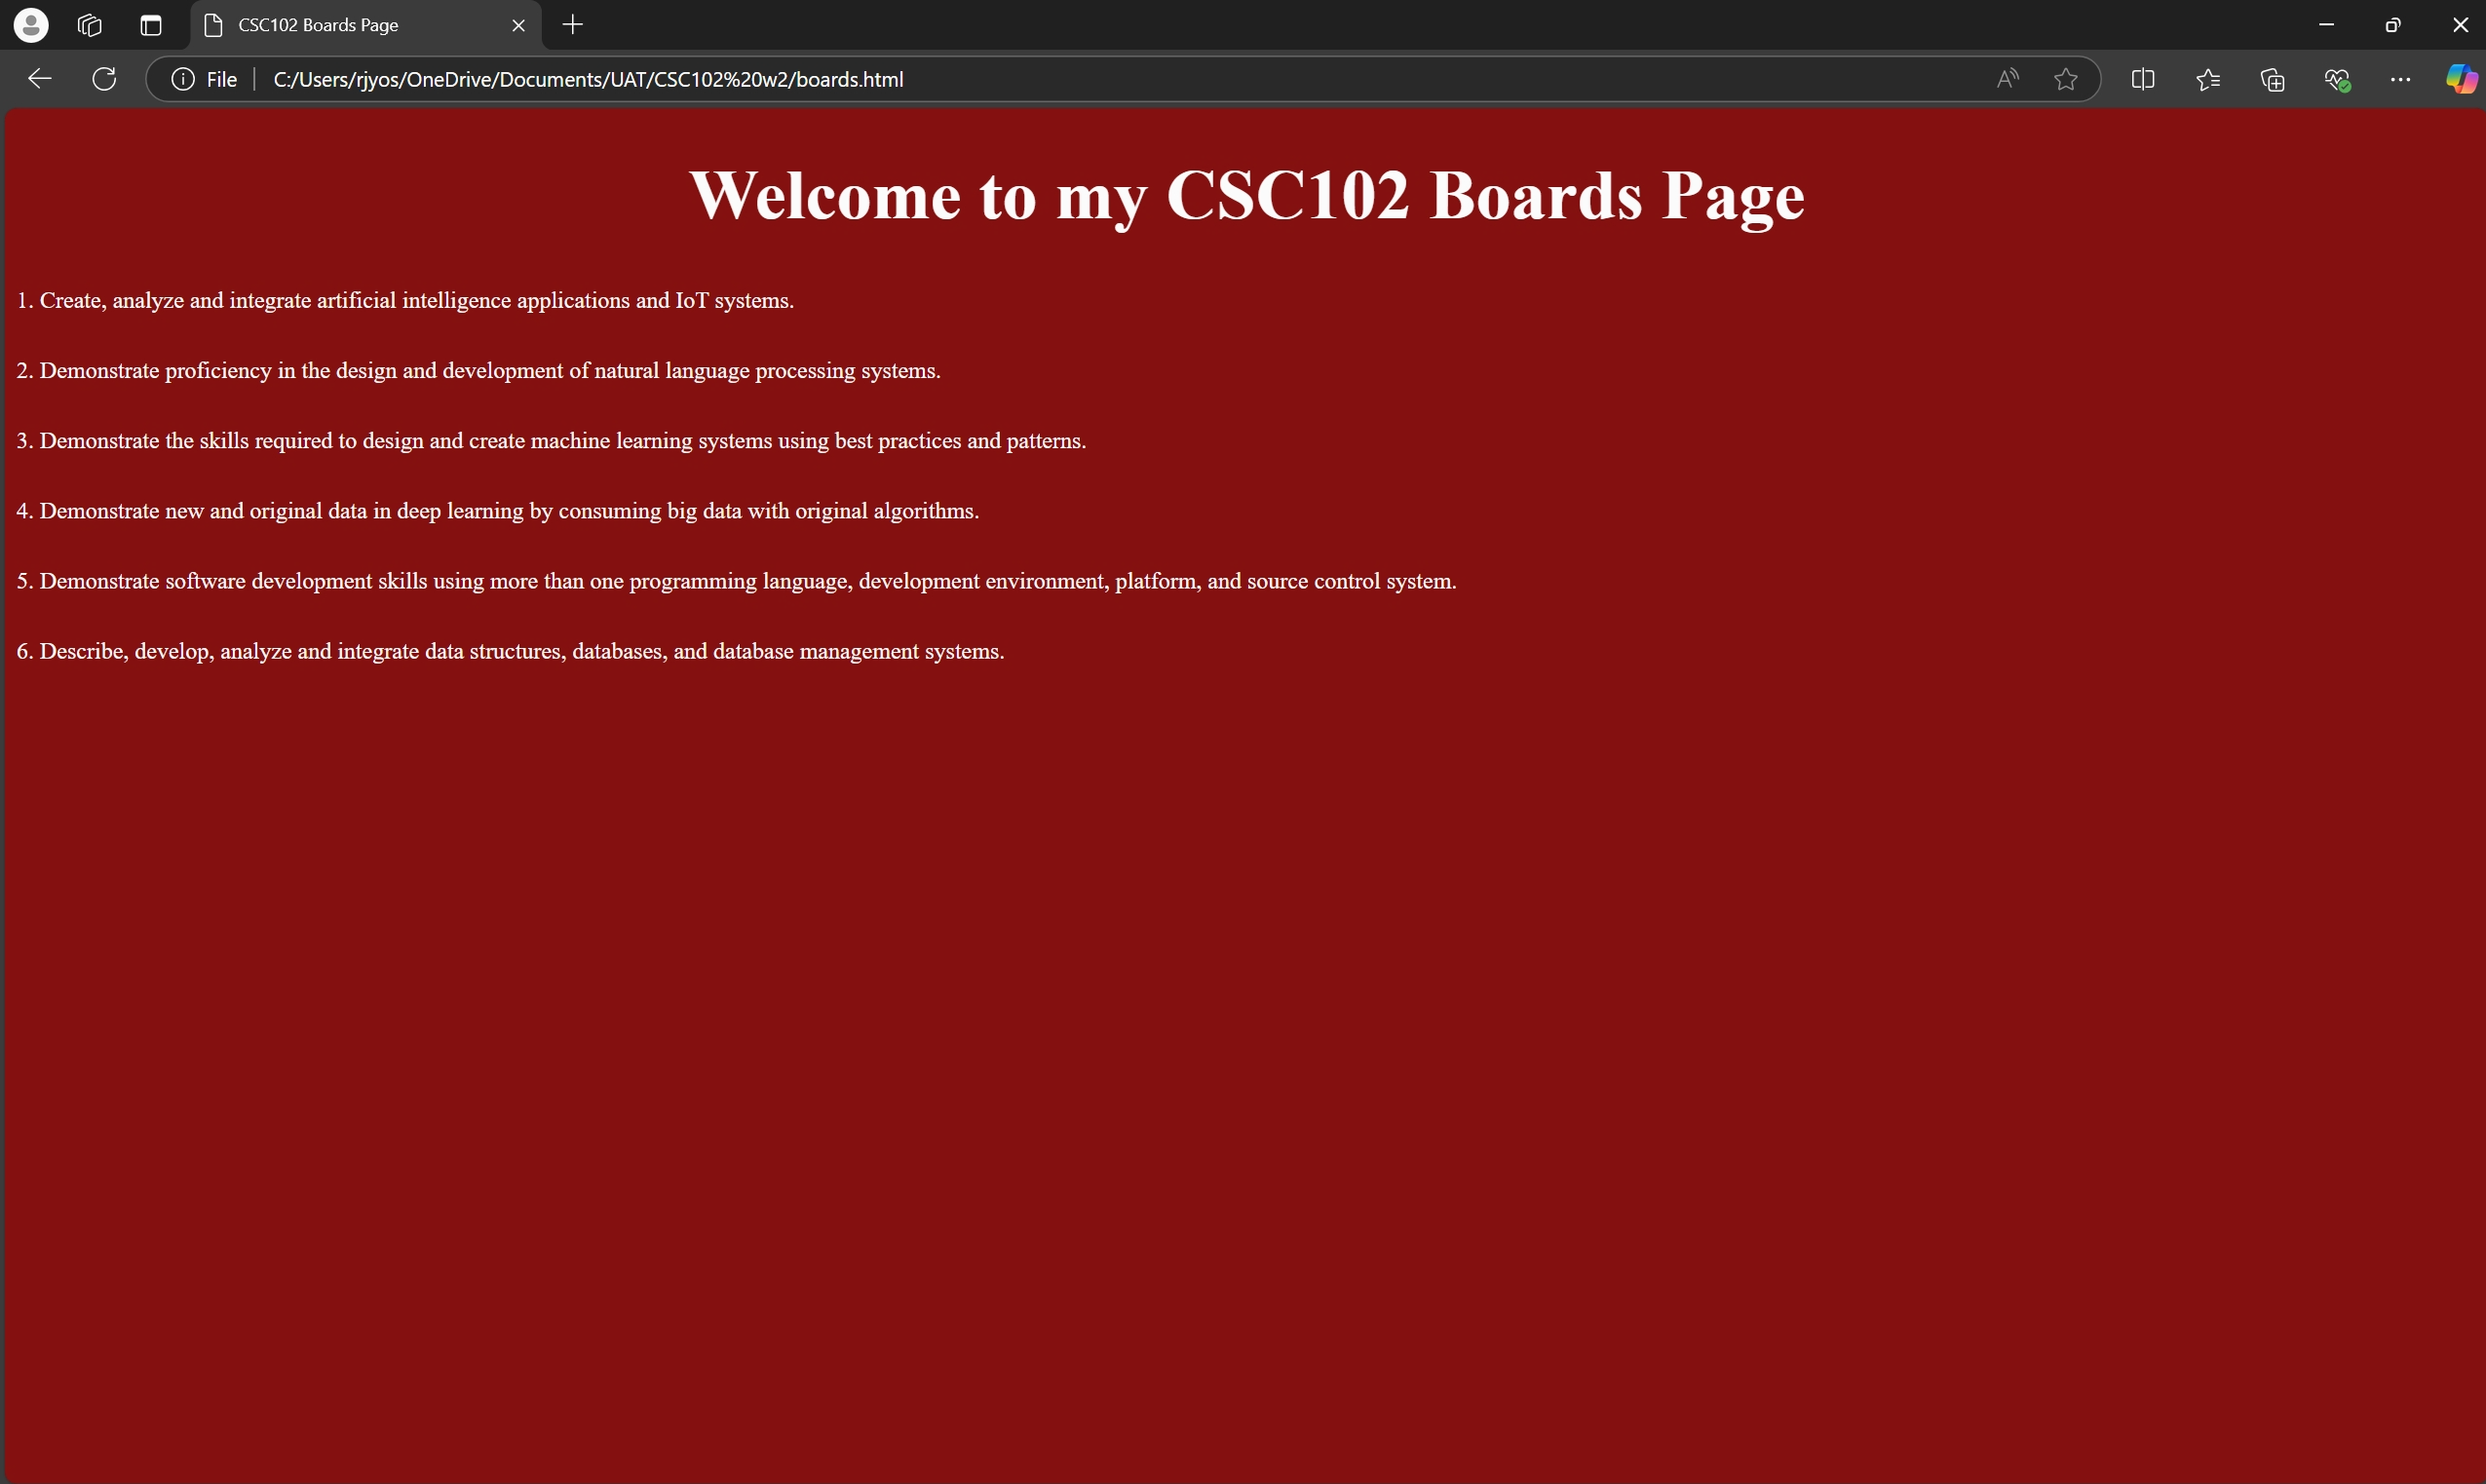 CSC102 Boards Page
File
C:/Users/rjyos/OneDrive/Documents/UAT/CSC102%20w2/boards.html
Welcome to my CSC102 Boards Page
1. Create, analyze and integrate artificial intelligence applications and IoT systems.
2. Demonstrate proficiency in the design and development of natural language processing systems.
3. Demonstrate the skills required to design and create machine learning systems using best practices and patterns.
4. Demonstrate new and original data in deep learning by consuming big data with original algorithms.
5. Demonstrate software development skills using more than one programming language, development environment, platform, and source control system.
6. Describe, develop, analyze and integrate data structures, databases, and database management systems.